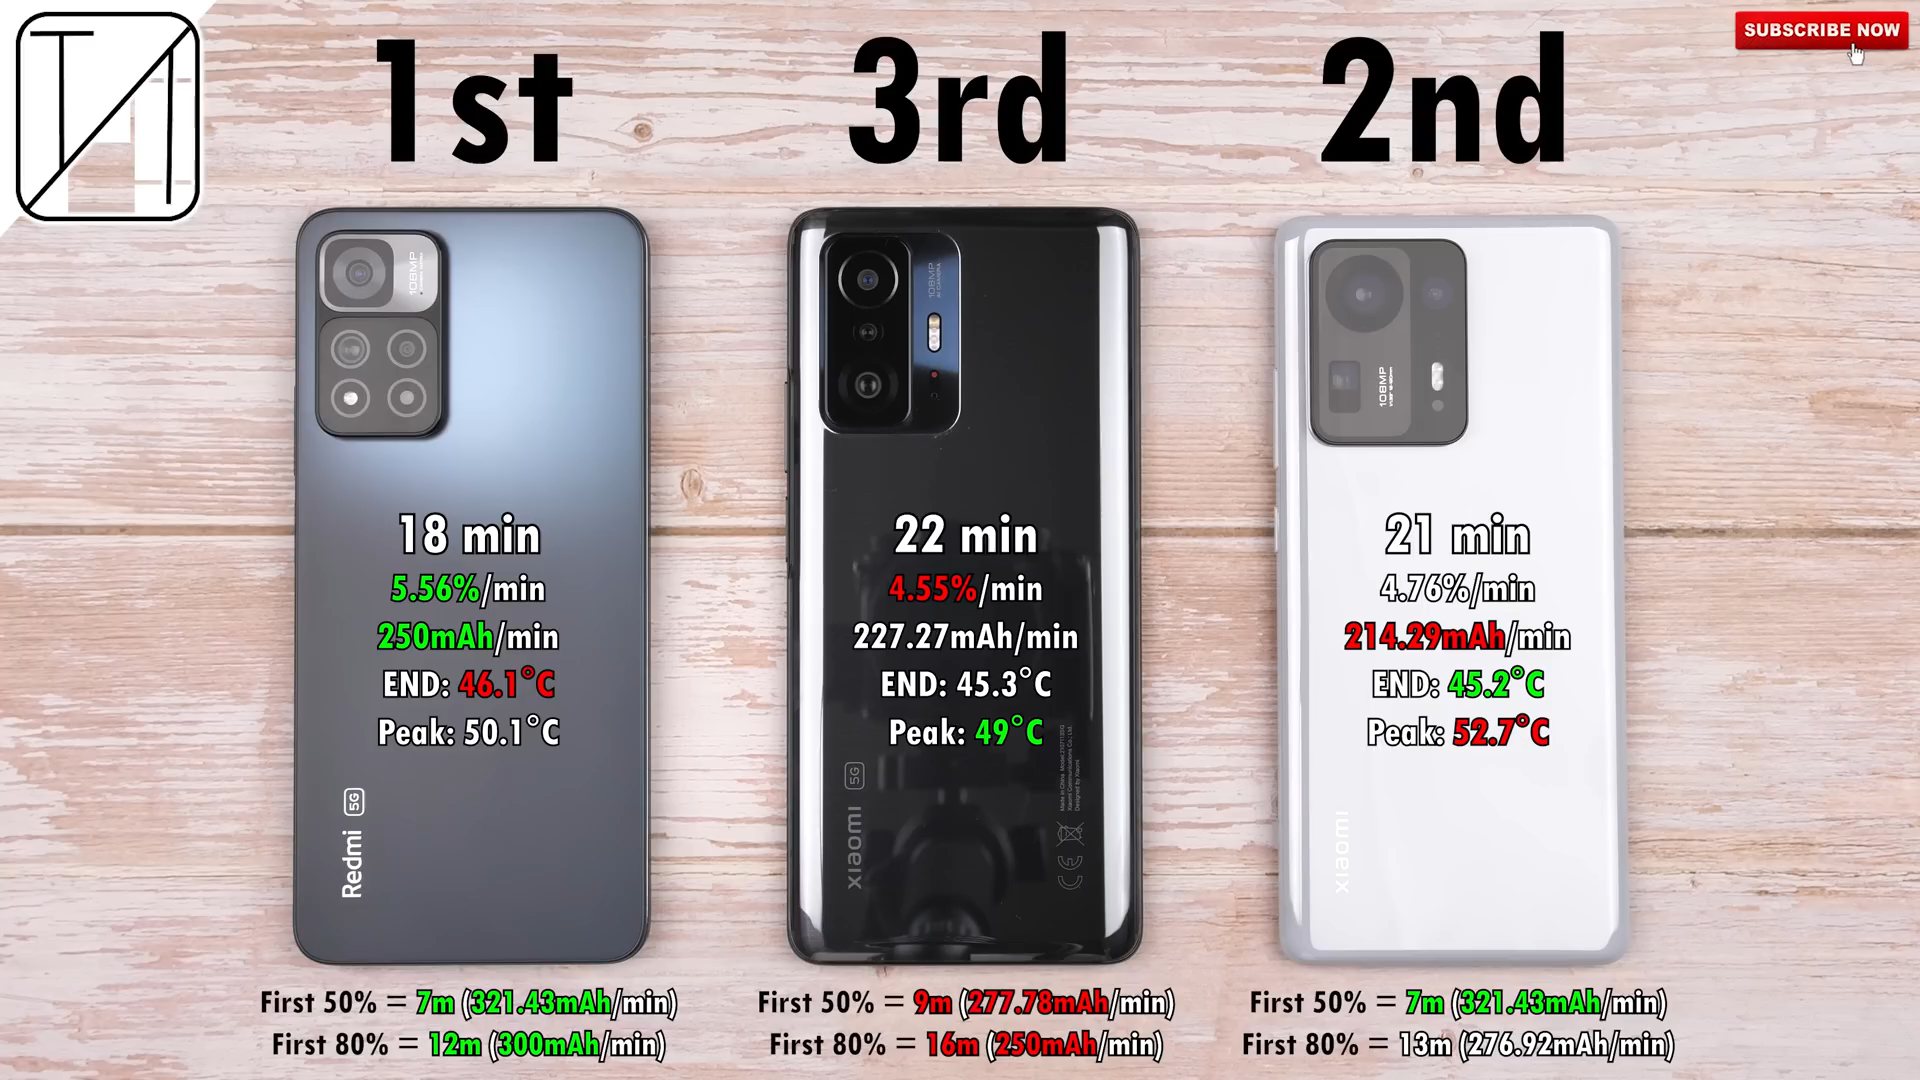 SUBSCRIBE NOW
1st
3rd
2nd
108MP
108MP
AI CAMERA
108MP
18 min
5.56%/min
250mAh/min
END: 46.1°C
Peak: 50.1°C
22 min
4.55%/min
227.27mAh/min
END: 45.3°C
Peak: 49°C
21 min
4.76%/min
214.29mAh/min
END: 45.2°C
Peak: 52.7°C
Redmi 5G
xiaomi 5G
CE
xiaomi
First 50% = 7m (321.43mAh/min)
First 80% = 12m (300mAh/min)
First 50% = 9m (277.78mAh/min)
First 80% = 16m (250mAh/min)
First 50% = 7m (321.43mAh/min)
First 80% = 13m (276.92mAh/min)